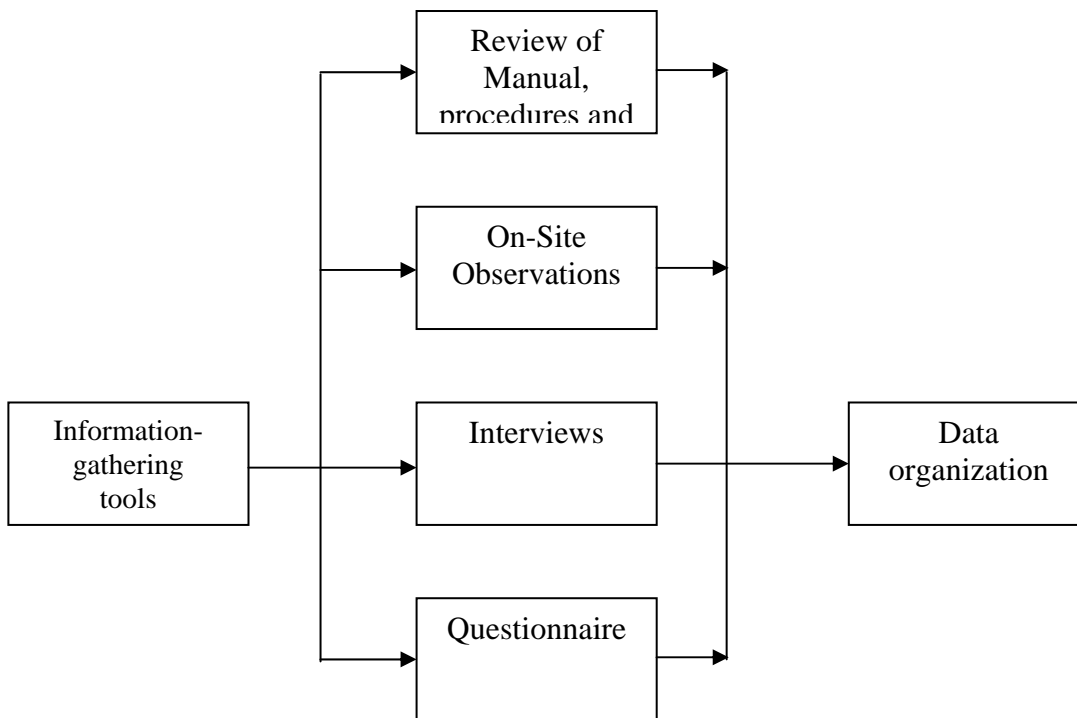 Review of
Manual,
procedures and
On-Site
Observations
Information-
gathering
tools
Interviews
Data
organization
Questionnaire